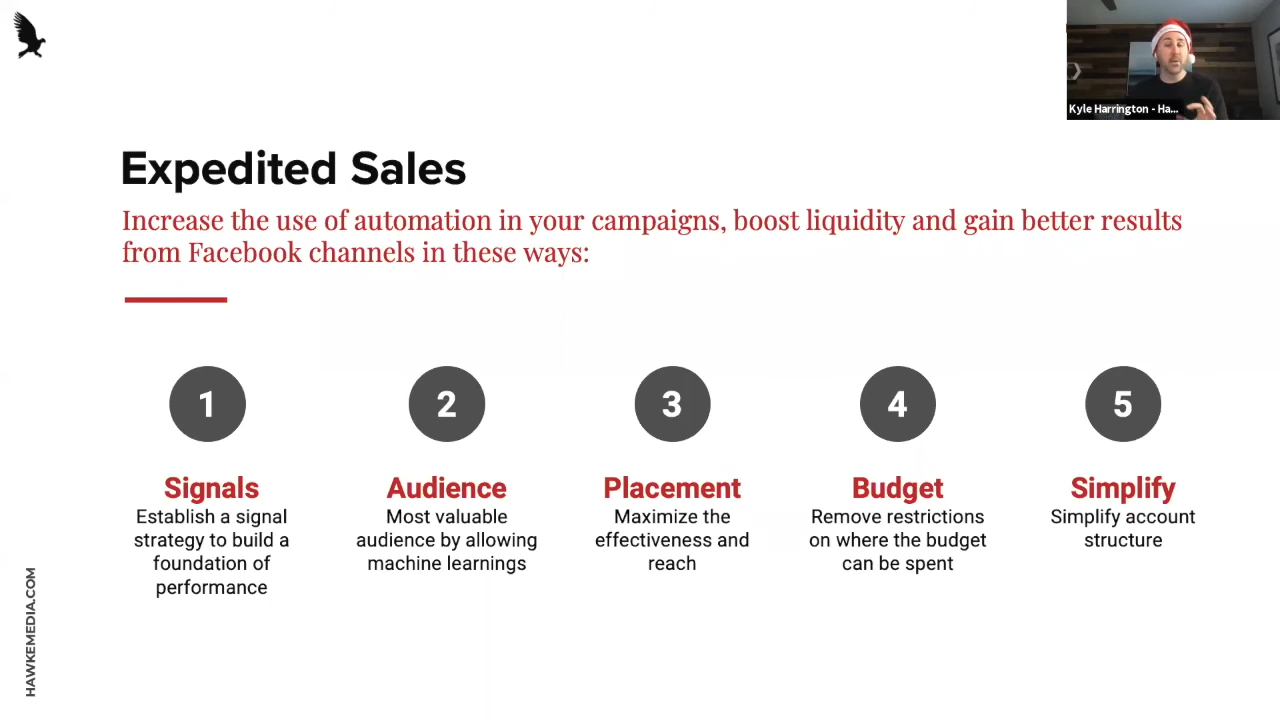 Kyle Harrington - Ha...
Expedited Sales
Increase the use of automation in your campaigns, boost liquidity and gain better results
from Facebook channels in these ways:
1
Signals
Establish a signal
strategy to build a
foundation of
performance
2
Audience
Most valuable
audience by allowing
machine learnings
3
Placement
Maximize the
effectiveness and
reach
4
Budget
Remove restrictions
on where the budget
can be spent
5
Simplify
Simplify account
structure
HAWKEMEDIA.COM